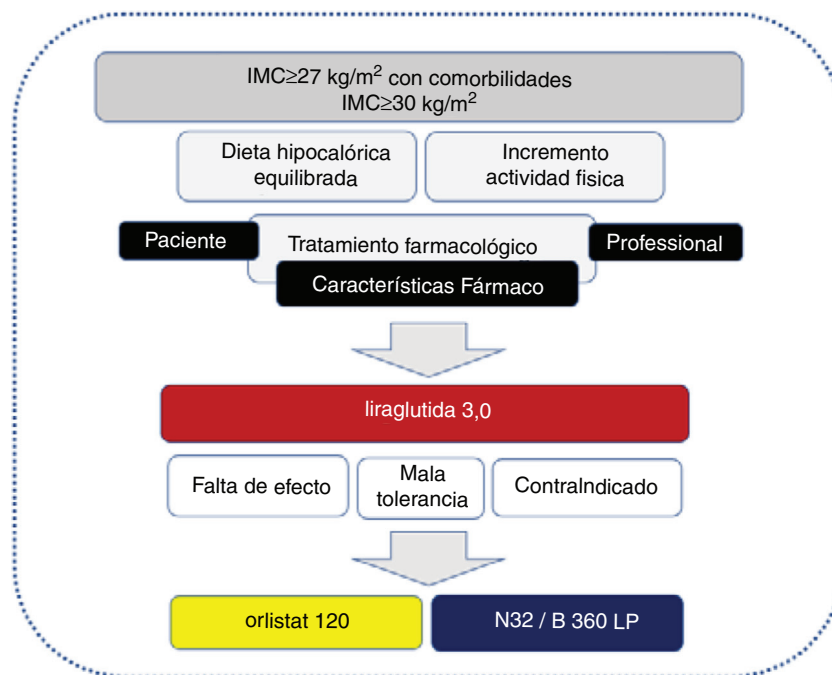 IMC≥27 kg/m² con comorbilidades
IMC≥30 kg/m²
Dieta hipocalórica
equilibrada
Incremento
actividad fisica
Paciente
Tratamiento farmacológico
Professional
Características Fármaco
liraglutida 3,0
Falta de efecto
Mala
tolerancia
ContraIndicado
orlistat 120
N32 / B 360 LP